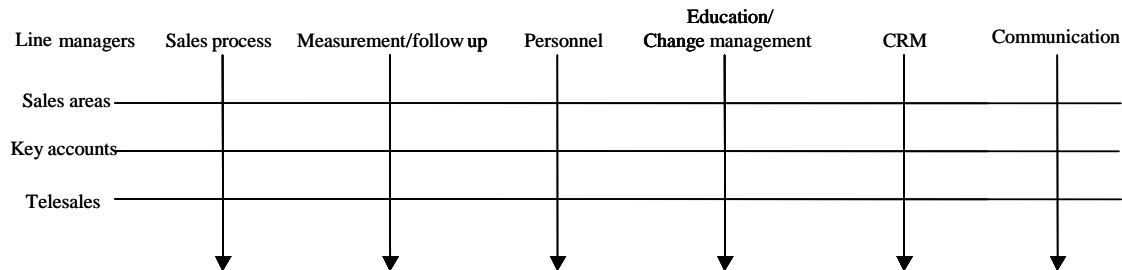 Education/
Line managers Sales process Measurement/follow up Personnel Change management CRM Communication
Sales areas
Key accounts
Telesales